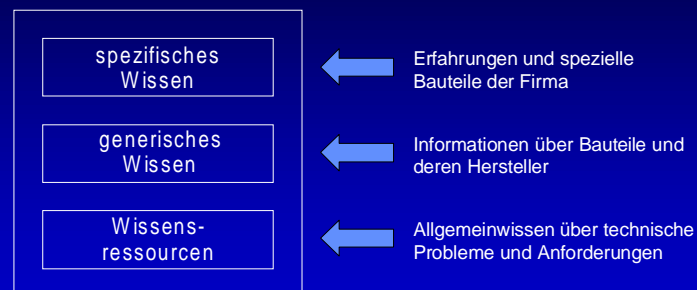 spezifisches
Wissen
Erfahrungen und spezielle
Bauteile der Firma
generisches
Wissen
Informationen über Bauteile und
deren Hersteller
Wissens-
ressourcen
Allgemeinwissen über technische
Probleme und Anforderungen